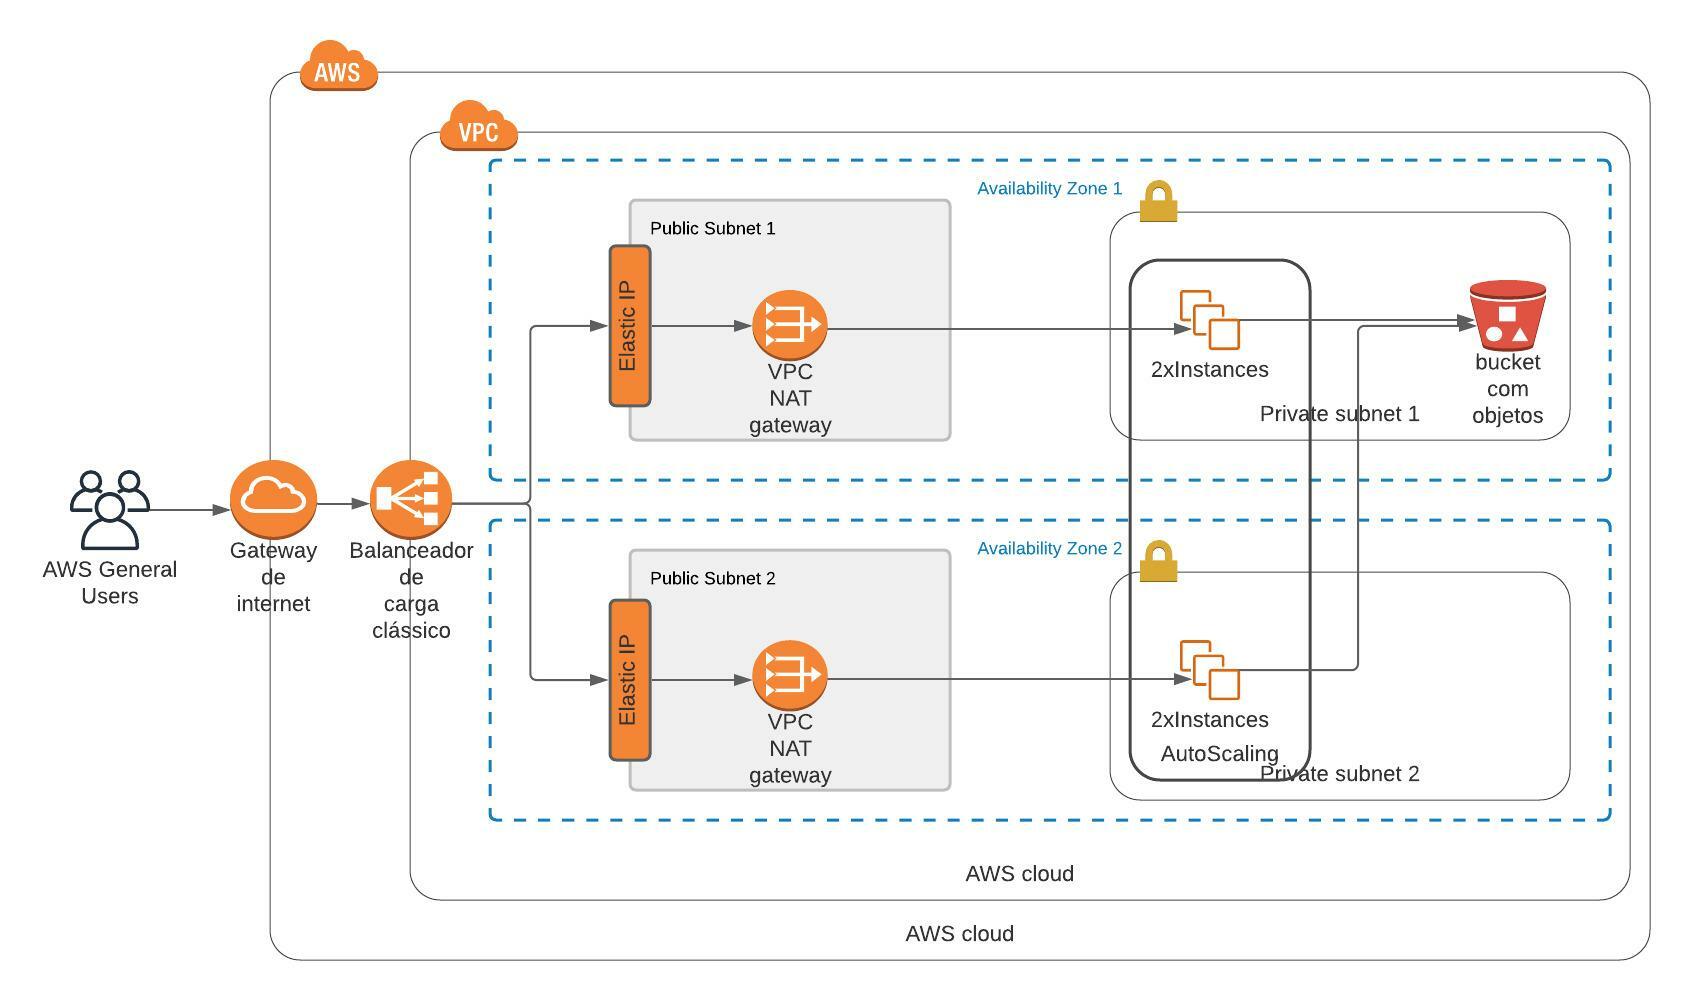 AWS
VPC
Availability Zone 1
Public Subnet 1
Elastic IP
VPC
NAT
gateway
2xInstances
bucket
com
objetos
Private subnet 1
AWS General
Users
Gateway
de
internet
Balanceador
de
carga
clássico
Availability Zone 2
Public Subnet 2
Elastic IP
VPC
NAT
gateway
2xInstances
AutoScaling
Private subnet 2
AWS cloud
AWS cloud